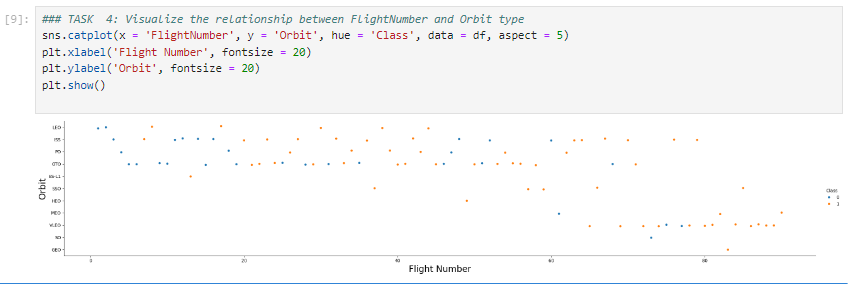 [9]:
### TASK  4: Visualize the relationship between FlightNumber and Orbit type
sns.catplot(x = 'FlightNumber', y = 'Orbit', hue = 'Class', data = df, aspect = 5)
plt.xlabel('Flight Number', fontsize = 20)
plt.ylabel('Orbit', fontsize = 20)
plt.show()
LEO
ISS
PO
GTO
ES-L1
SSO
HEO
MEO
VLEO
SO
GEO
Orbit
0
20
40
60
80
Flight Number
Class
0
1